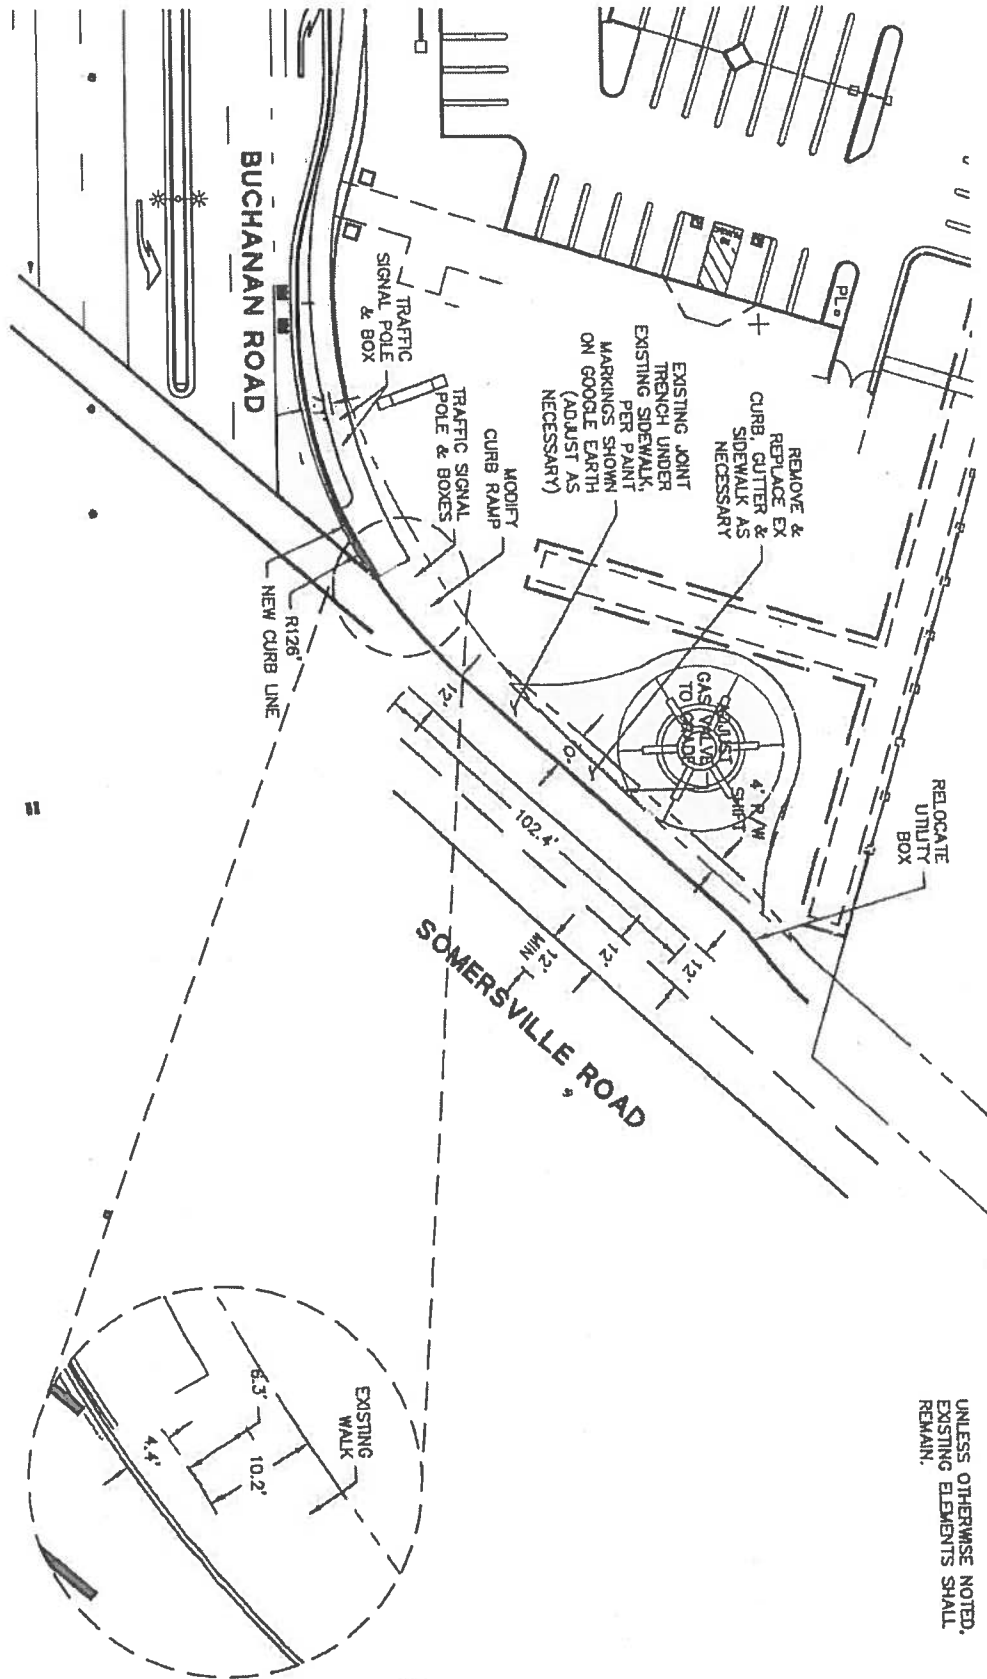 UNLESS OTHERWISE NOTED,
EXISTING ELEMENTS SHALL
REMAIN.
RELOCATE
UTILITY
BOX
REMOVE &
REPLACE EX
CURB, GUTTER &
SIDEWALK AS
NECESSARY
EXISTING JOINT
TRENCH UNDER
EXISTING SIDEWALK,
PER PAINT
MARKINGS SHOWN
ON GOOGLE EARTH
(ADJUST AS
NECESSARY)
MODIFY
CURB RAMP
TRAFFIC SIGNAL
POLE & BOXES
TRAFFIC
SIGNAL POLE
& BOX
BUCHANAN ROAD
R126'
NEW CURB LINE
PL
ADJUST
GAS VALVE
TO GRADE
4' R/W
SHIFT
12'
102.4'
12'
12'
12'
MIN
SOMERSVILLE ROAD
EXISTING
WALK
6.3'
10.2'
4.4'